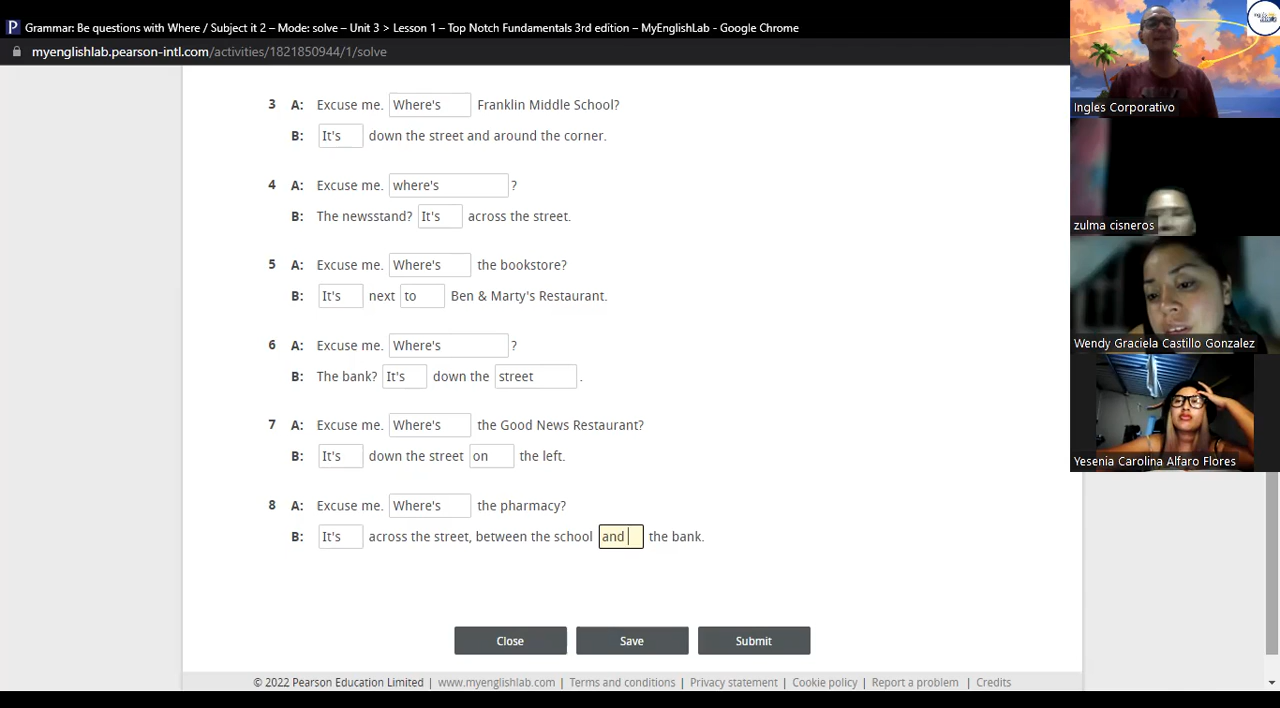 Grammar: Be questions with Where / Subject it 2 – Mode: solve – Unit 3 > Lesson 1 – Top Notch Fundamentals 3rd edition – MyEnglishLab - Google Chrome
myenglishlab.pearson-intl.com/activities/1821850944/1/solve
3 A: Excuse me. Where's Franklin Middle School?
B: It's down the street and around the corner.
4 A: Excuse me. where's ?
B: The newsstand? It's across the street.
5 A: Excuse me. Where's the bookstore?
B: It's next to Ben & Marty's Restaurant.
6 A: Excuse me. Where's ?
B: The bank? It's down the street .
7 A: Excuse me. Where's the Good News Restaurant?
B: It's down the street on the left.
8 A: Excuse me. Where's the pharmacy?
B: It's across the street, between the school and the bank.
Close Save Submit
© 2022 Pearson Education Limited | www.myenglishlab.com | Terms and conditions | Privacy statement | Cookie policy | Report a problem | Credits
Ingles Corporativo
zulma cisneros
Wendy Graciela Castillo Gonzalez
Yesenia Carolina Alfaro Flores